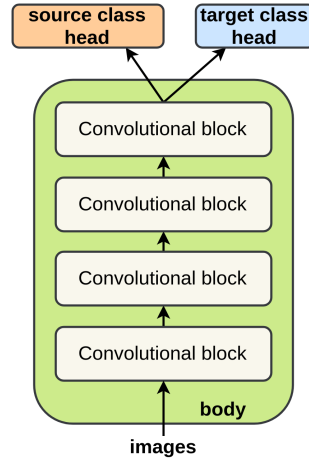 source class
head
target class
head
Convolutional block
Convolutional block
Convolutional block
Convolutional block
body
images